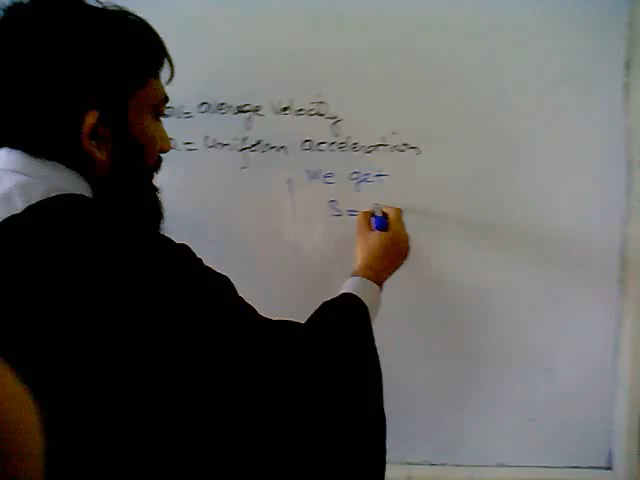 = average velocity
a = uniform acceleration
we get
S =